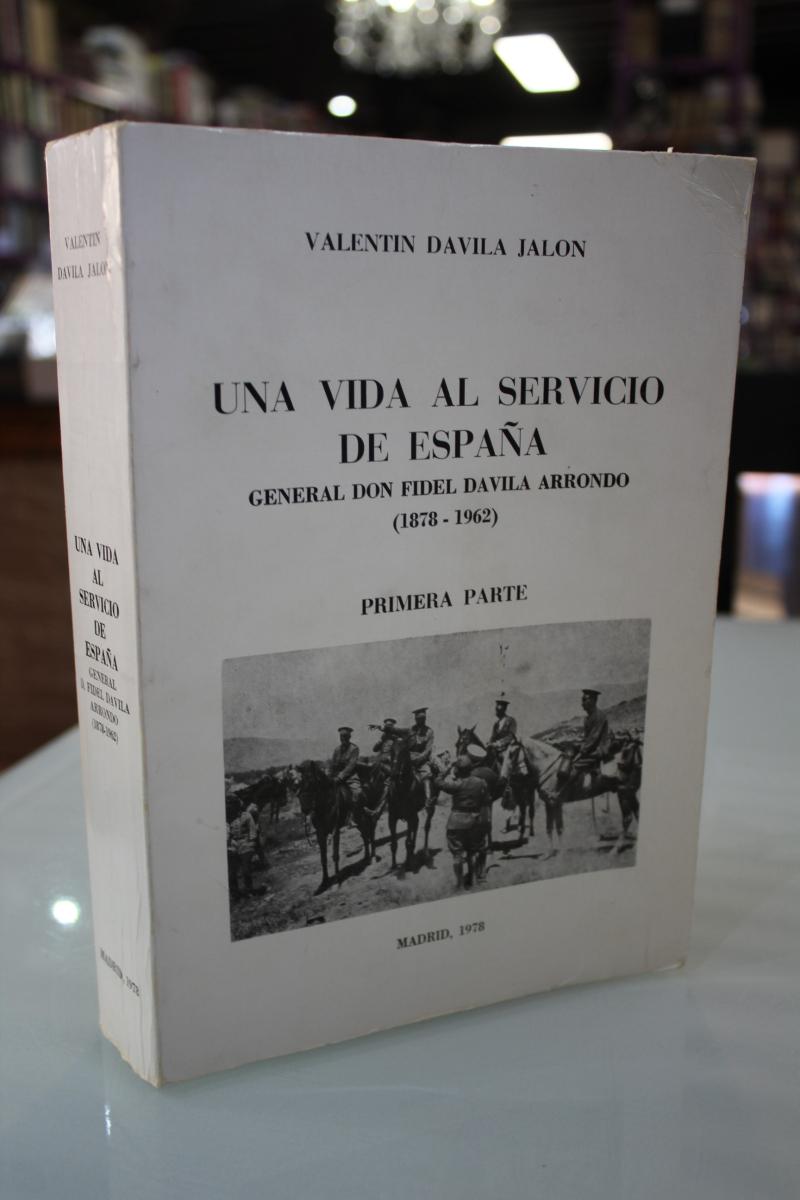 VALENTIN DAVILA JALON
UNA VIDA AL SERVICIO
DE ESPAÑA
GENERAL DON FIDEL DAVILA ARRONDO
(1878 - 1962)
PRIMERA PARTE
MADRID, 1978
VALENTIN
DAVILA JALON
UNA VIDA
AL
SERVICIO
DE
ESPAÑA
GENERAL
D. FIDEL DAVILA
ARRONDO
(1878-1962)
MADRID, 1978